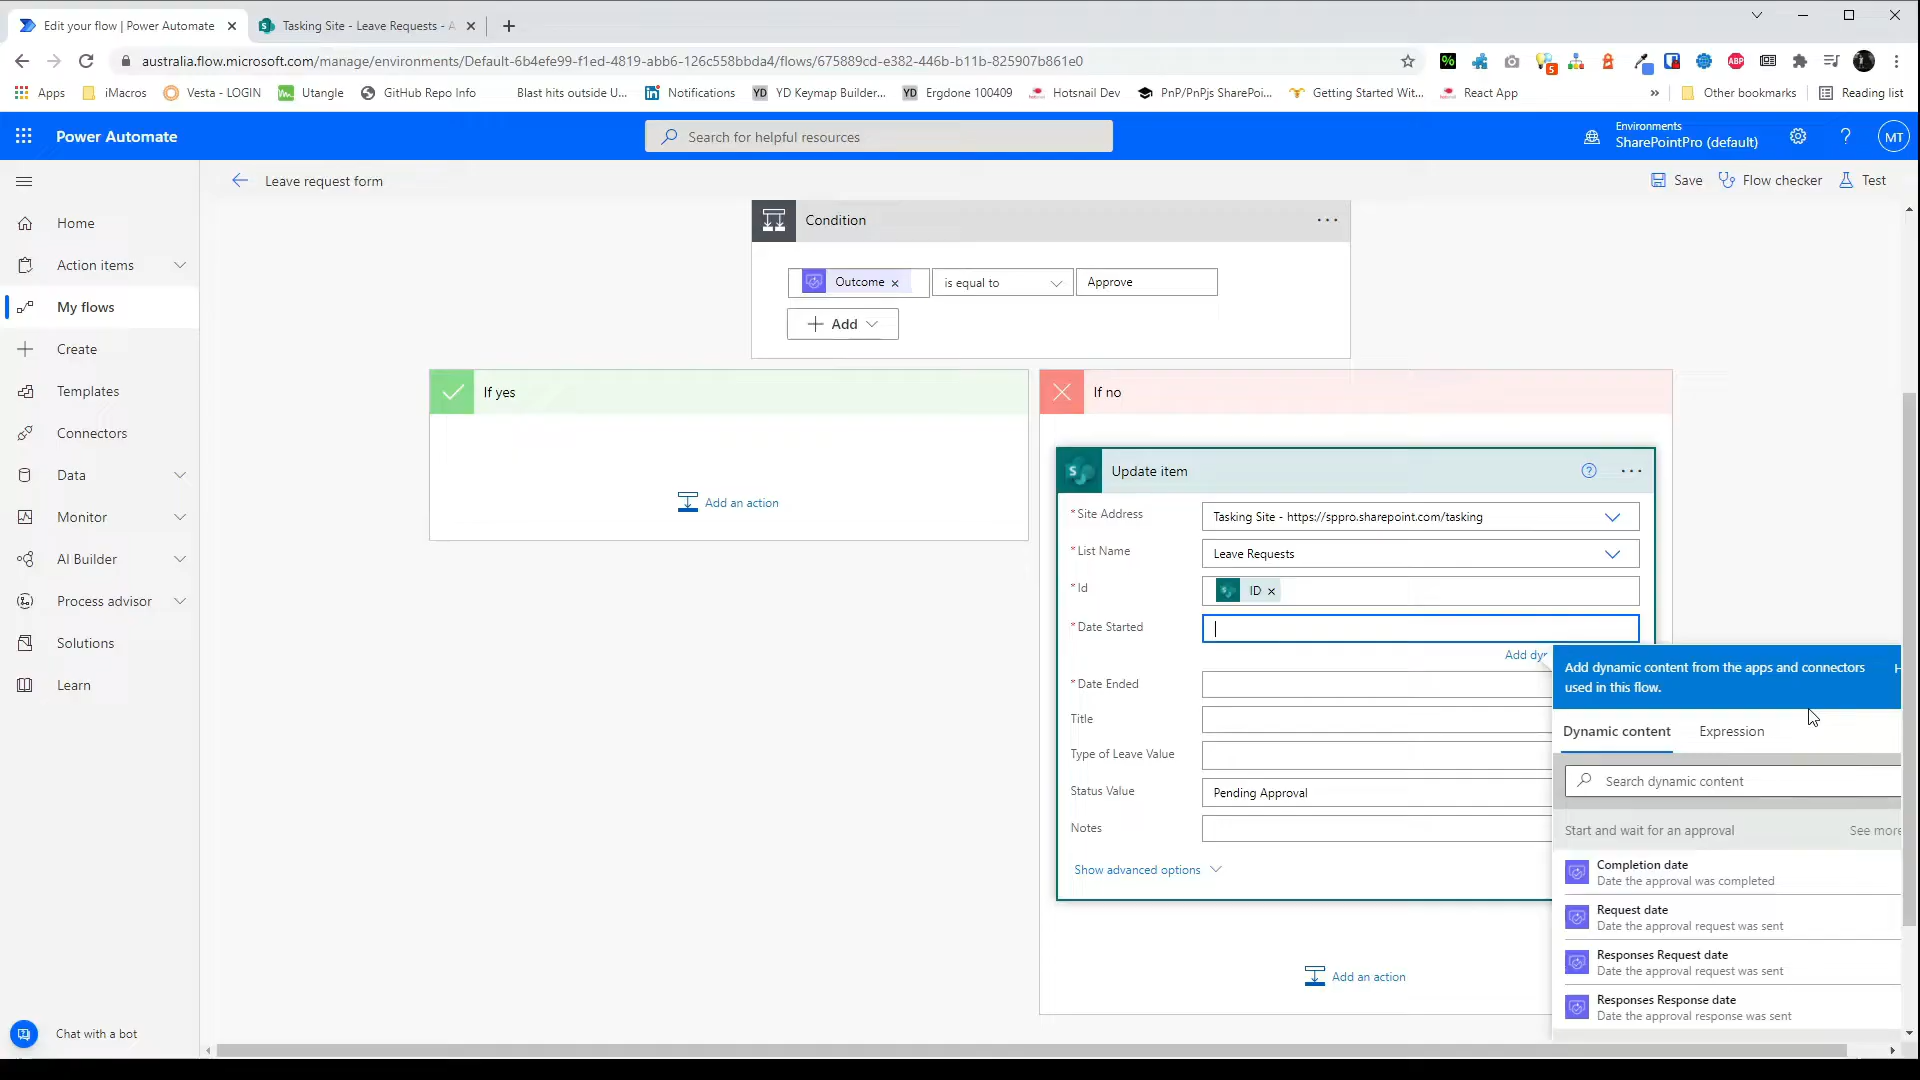 Edit your flow | Power Automate
Tasking Site - Leave Requests - A
australia.flow.microsoft.com/manage/environments/Default-6b4efe99-f1ed-4819-abb6-126c558bbda4/flows/675889cd-e382-446b-b11b-825907b861e0
Apps
iMacros
Vesta - LOGIN
Utangle
GitHub Repo Info
Blast hits outside U...
Notifications
YD Keymap Builder...
Ergdone 100409
Hotsnail Dev
PnP/PnPjs SharePoi...
Getting Started Wit...
React App
Other bookmarks
Reading list
Power Automate
Search for helpful resources
Environments
SharePointPro (default)
MT
Leave request form
Save
Flow checker
Test
Home
Action items
My flows
Create
Templates
Connectors
Data
Monitor
AI Builder
Process advisor
Solutions
Learn
Chat with a bot
Condition
Outcome
is equal to
Approve
Add
If yes
Add an action
If no
Update item
* Site Address
Tasking Site - https://sppro.sharepoint.com/tasking
* List Name
Leave Requests
* Id
ID
* Date Started
Add dyr
* Date Ended
Title
Type of Leave Value
Status Value
Pending Approval
Notes
Show advanced options
Add an action
Add dynamic content from the apps and connectors
used in this flow.
Dynamic content
Expression
Search dynamic content
Start and wait for an approval
See more
Completion date
Date the approval was completed
Request date
Date the approval request was sent
Responses Request date
Date the approval request was sent
Responses Response date
Date the approval response was sent